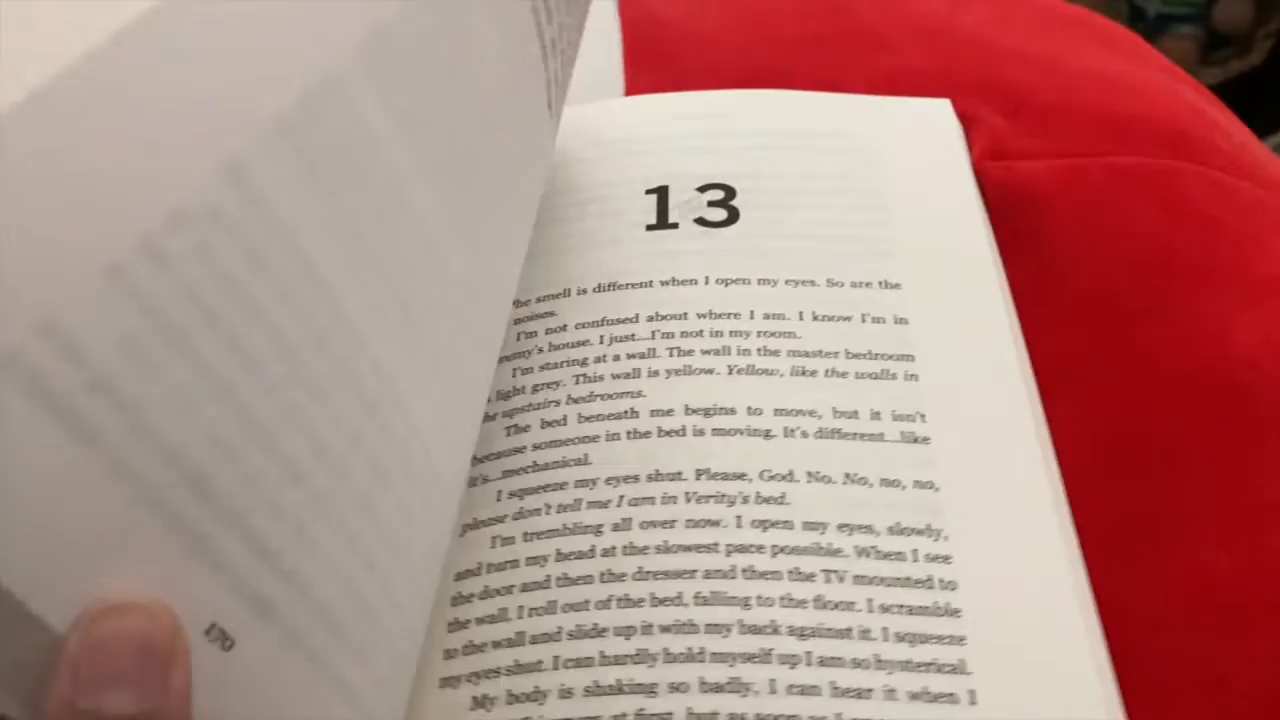 13
he smell is different when I open my eyes. So are the
noises.
I'm not confused about where I am. I know I'm in
emy's house. I just...I'm not in my room.
I'm staring at a wall. The wall in the master bedroom
light grey. This wall is yellow. Yellow, like the walls in
he upstairs bedrooms.
The bed beneath me begins to move, but it isn't
because someone in the bed is moving. It's different...like
it's...mechanical.
I squeeze my eyes shut. Please, God. No. No, no, no,
please don't tell me I am in Verity's bed.
I'm trembling all over now. I open my eyes, slowly,
and turn my head at the slowest pace possible. When I see
the door and then the dresser and then the TV mounted to
the wall, I roll out of the bed, falling to the floor. I scramble
to the wall and slide up it with my back against it. I squeeze
my eyes shut. I can hardly hold myself up I am so hysterical.
My body is shaking so badly, I can hear it when I
at first, but as soon as I
170